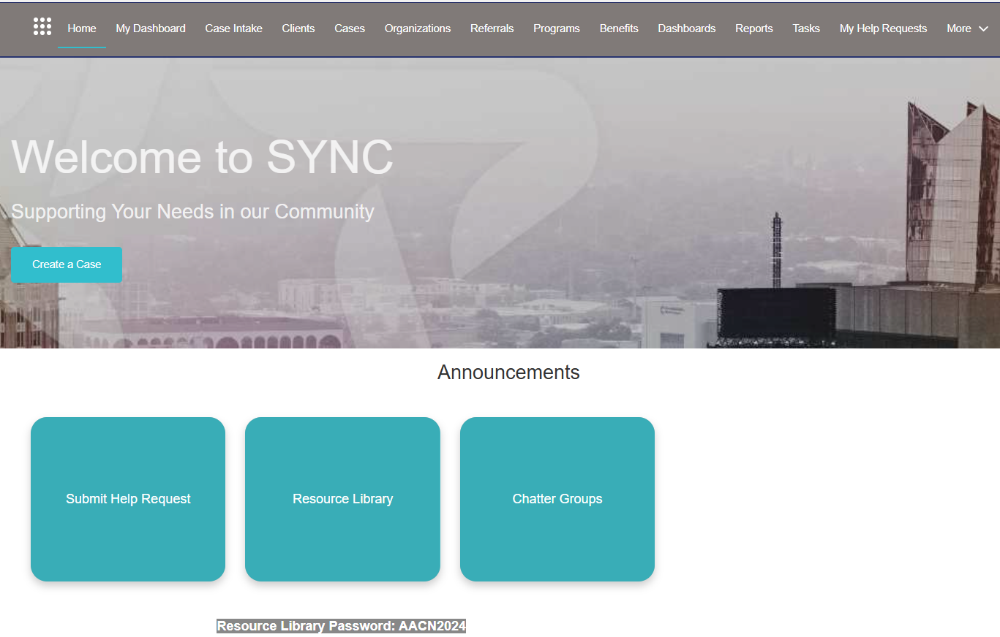 Home My Dashboard Case Intake Clients Cases Organizations Referrals Programs Benefits Dashboards Reports Tasks My Help Requests More
Welcome to SYNC
Supporting Your Needs in our Community
Create a Case
Announcements
Submit Help Request Resource Library Chatter Groups
Resource Library Password: AACN2024